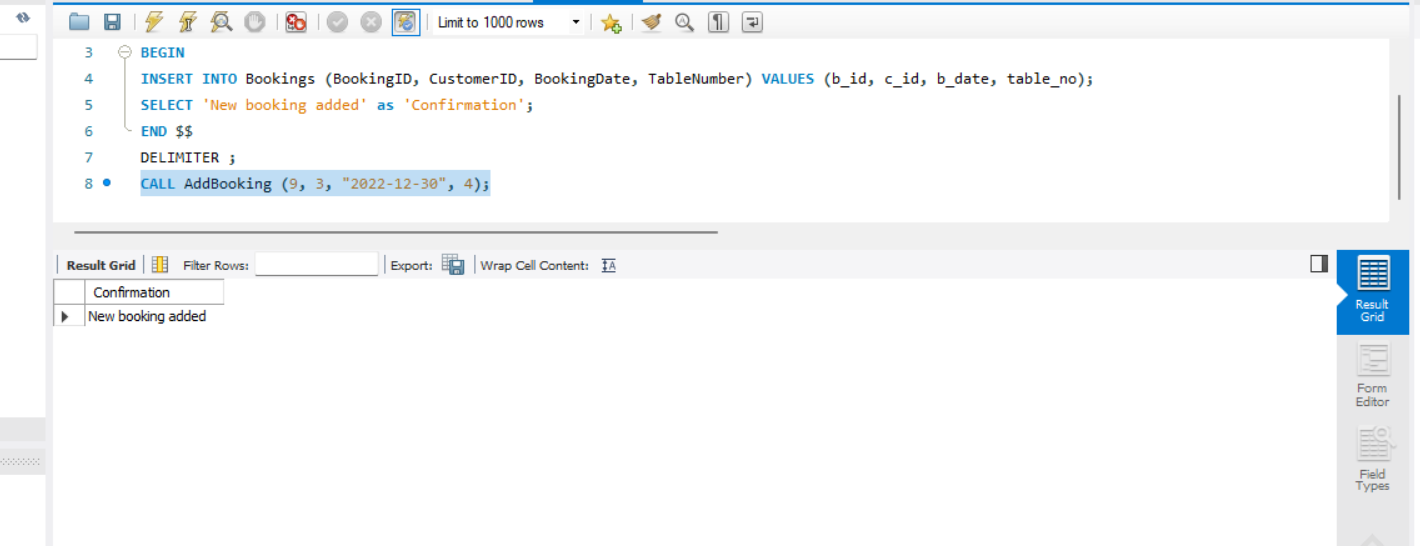 Limit to 1000 rows
3 BEGIN
4 INSERT INTO Bookings (BookingID, CustomerID, BookingDate, TableNumber) VALUES (b_id, c_id, b_date, table_no);
5 SELECT 'New booking added' as 'Confirmation';
6 END $$
7 DELIMITER ;
8 CALL AddBooking (9, 3, "2022-12-30", 4);
Result Grid Filter Rows: Export: Wrap Cell Content: IA
Confirmation
New booking added
Result
Grid
Form
Editor
Field
Types